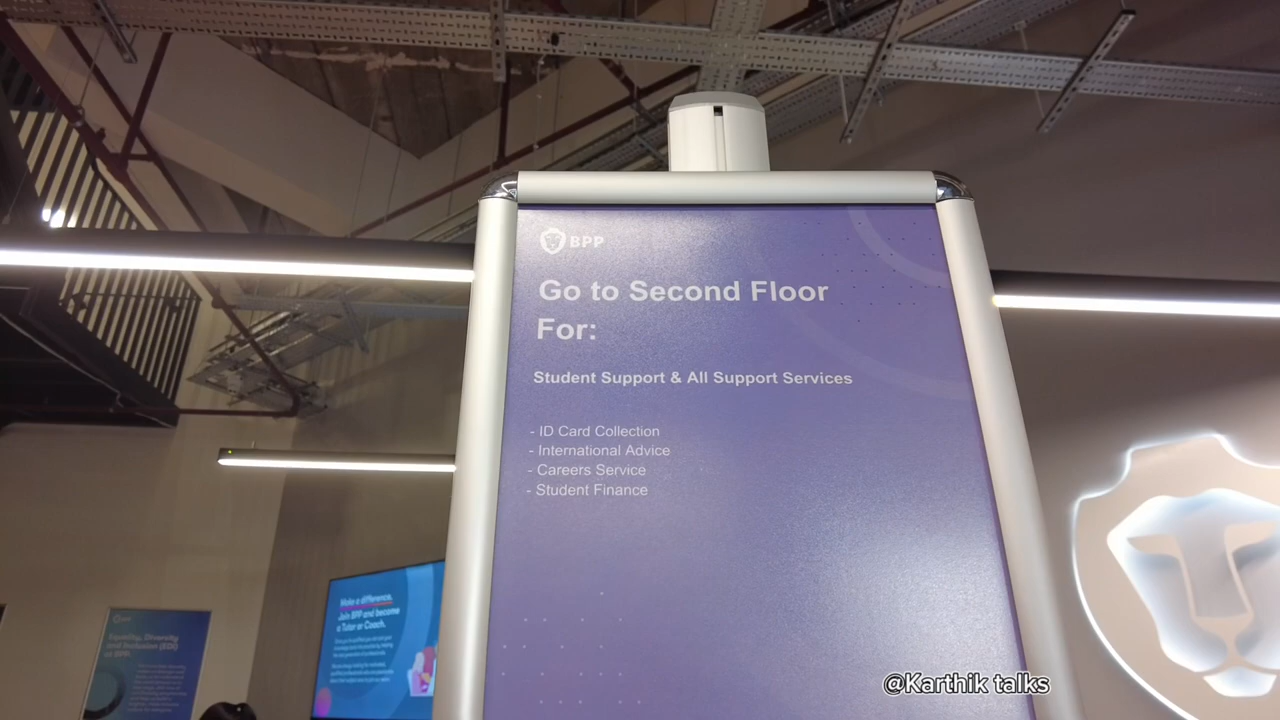 BPP
Go to Second Floor
For:
Student Support & All Support Services
- ID Card Collection
- International Advice
- Careers Service
- Student Finance
Make a difference.
Join BPP and become
a Tutor or Coach.
Equality, Diversity
and Inclusion (EDI)
at BPP.
@Karthik talks